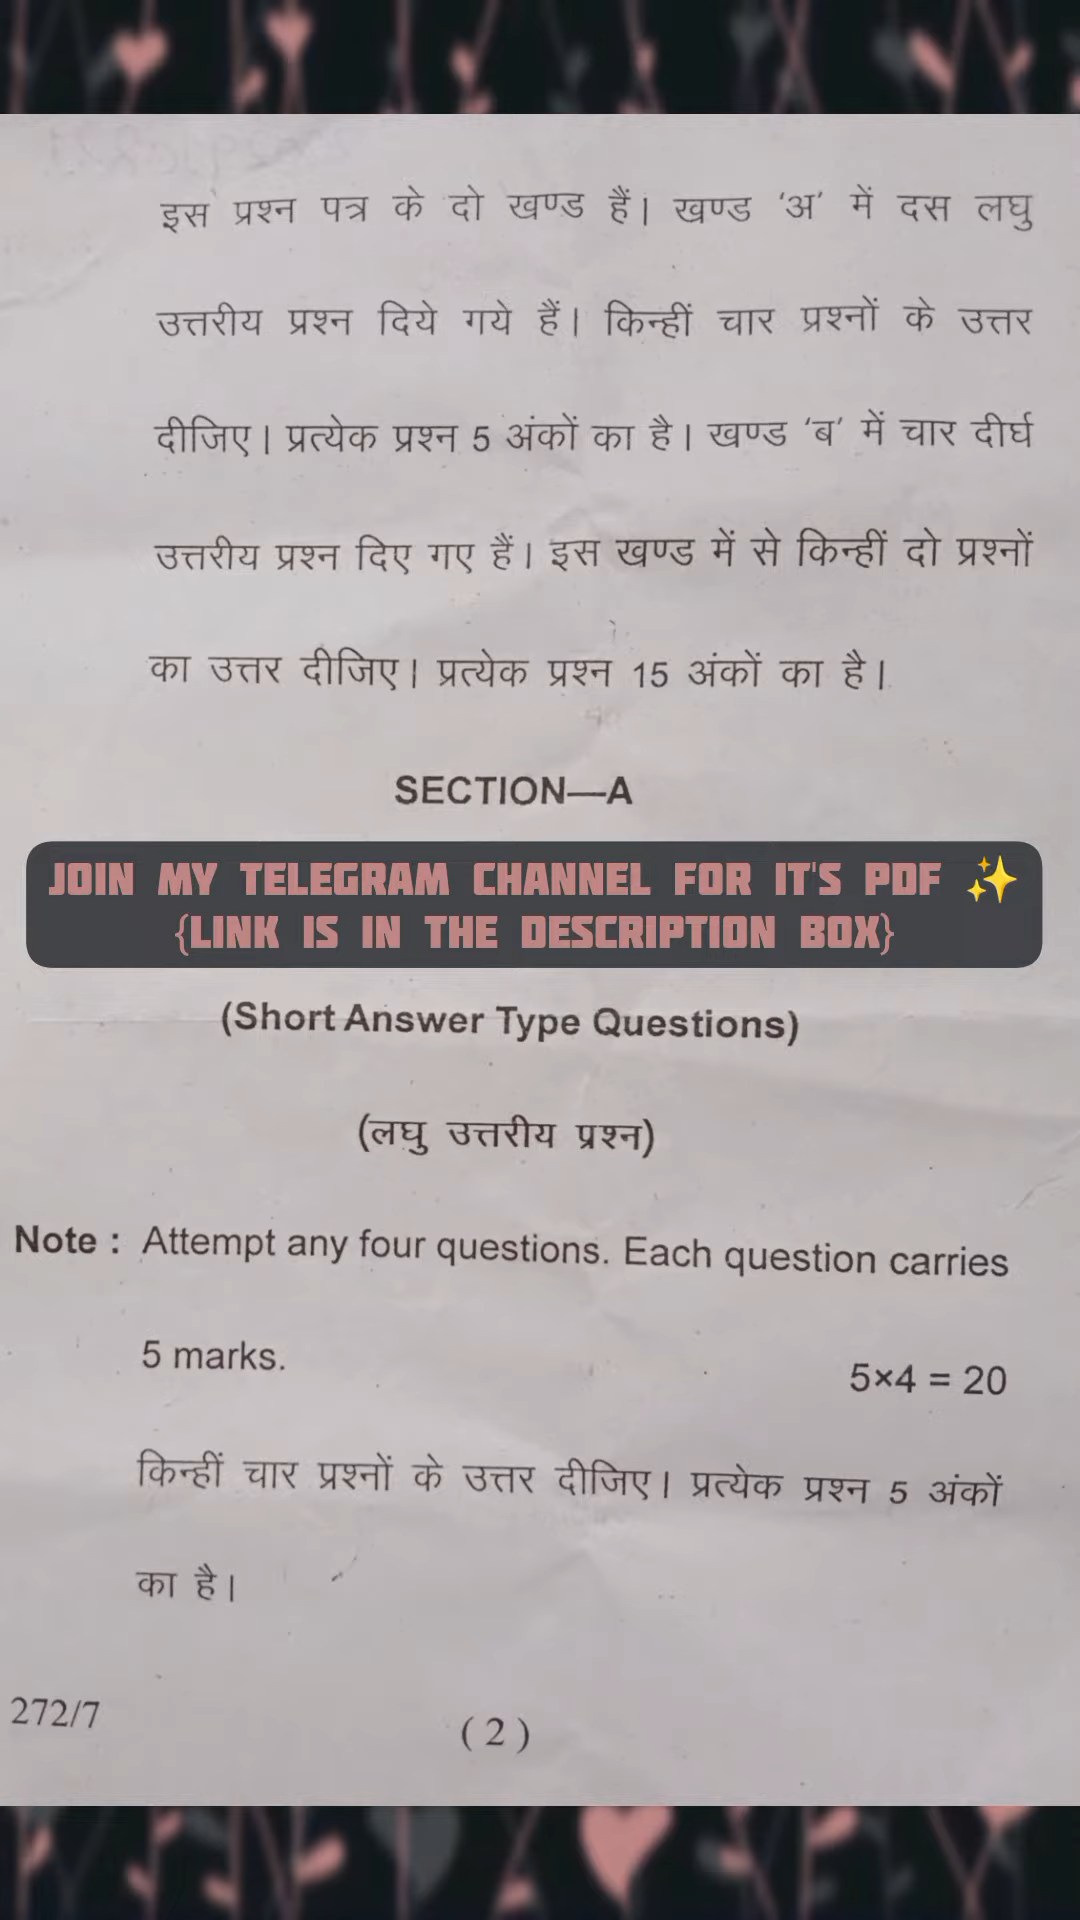 इस प्रश्न पत्र के दो खण्ड हैं। खण्ड 'अ' में दस लघु
उत्तरीय प्रश्न दिये गये हैं। किन्हीं चार प्रश्नों के उत्तर
दीजिए। प्रत्येक प्रश्न 5 अंकों का है। खण्ड 'ब' में चार दीर्घ
उत्तरीय प्रश्न दिए गए हैं। इस खण्ड में से किन्हीं दो प्रश्नों
का उत्तर दीजिए। प्रत्येक प्रश्न 15 अंकों का है।
SECTION—A
JOIN MY TELEGRAM CHANNEL FOR IT'S PDF ✨
{LINK IS IN THE DESCRIPTION BOX}
(Short Answer Type Questions)
(लघु उत्तरीय प्रश्न)
Note : Attempt any four questions. Each question carries
5 marks. 5×4 = 20
किन्हीं चार प्रश्नों के उत्तर दीजिए। प्रत्येक प्रश्न 5 अंकों
का है।
272/7
( 2 )